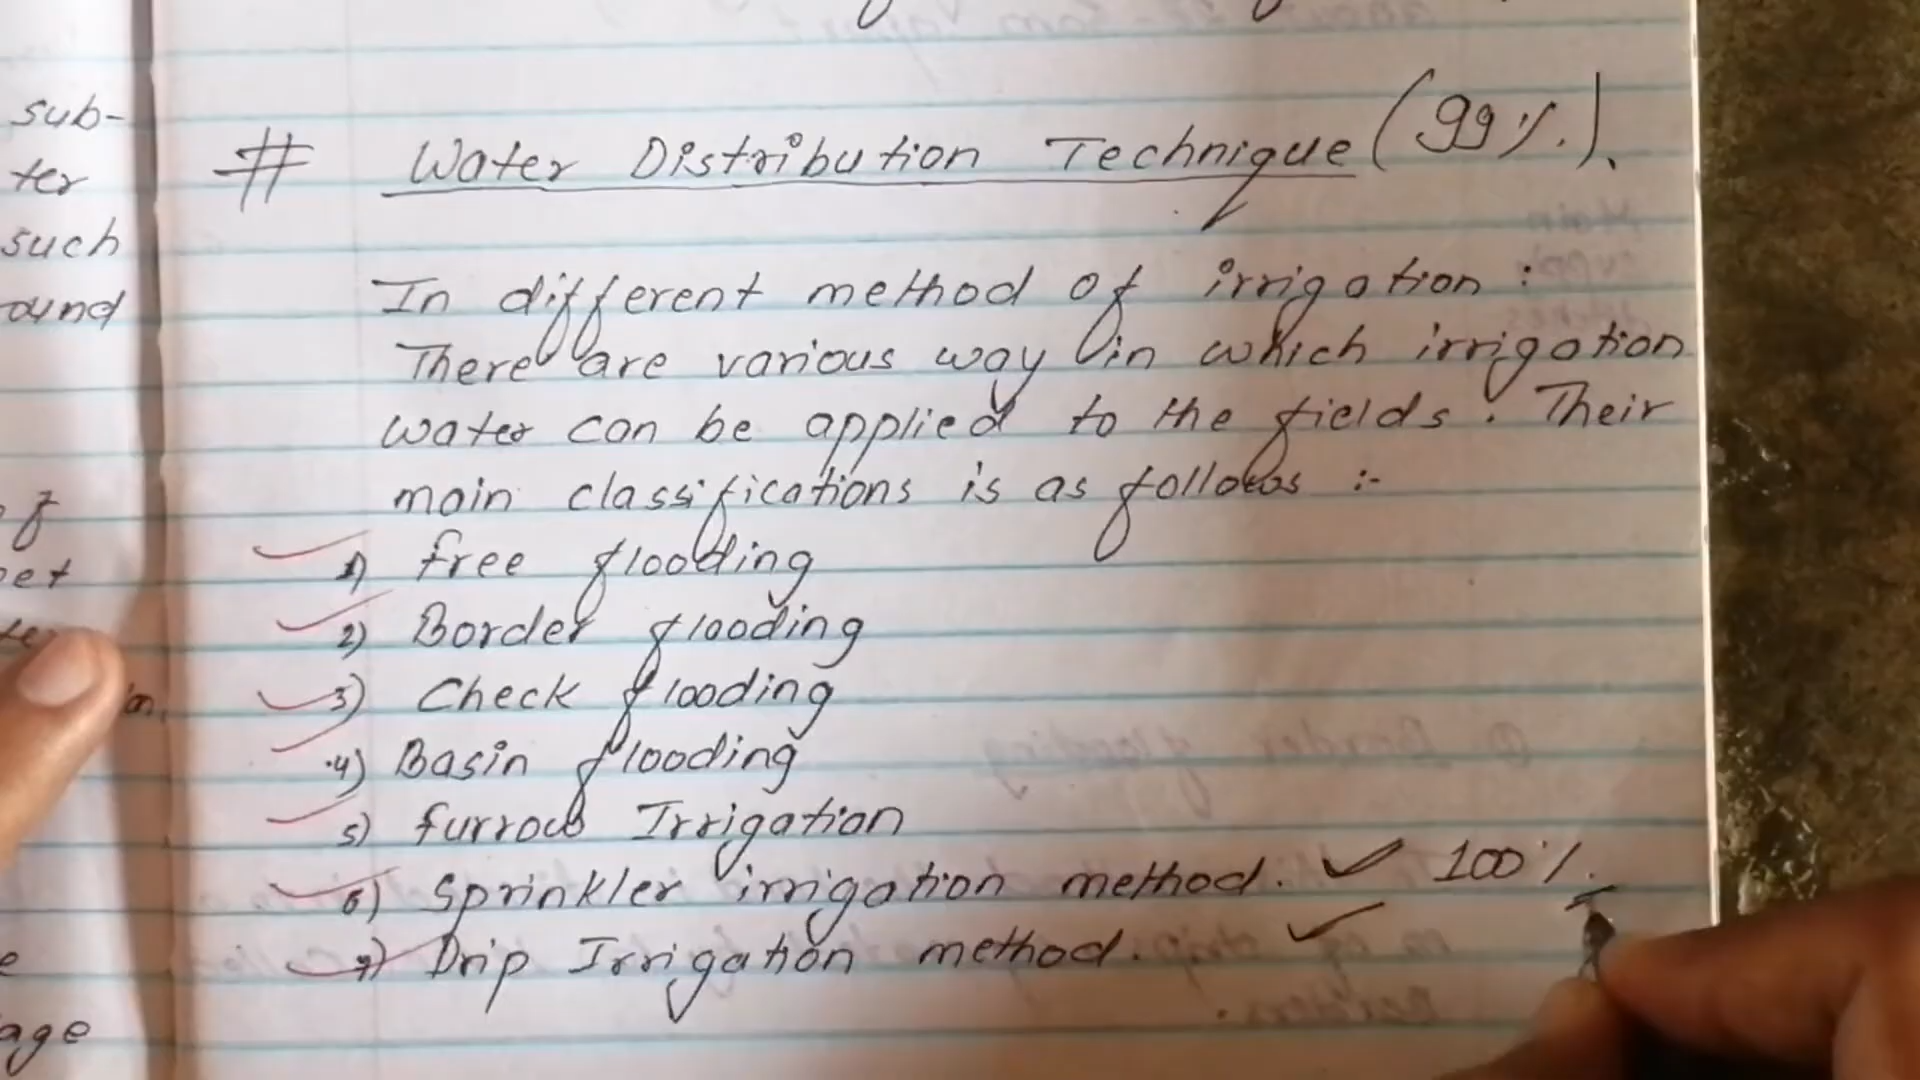 sub-
ter
such
ound
# Water Distribution Technique (99%).
In different method of irrigation :
There are various way in which irrigation
water can be applied to the fields. Their
main classifications is as follows :-
1) free flooding
2) Border flooding
3) Check flooding
4) Basin flooding
5) furrow Irrigation
6) Sprinkler irrigation method. ✓ 100%.
7) Drip Irrigation method. ✓
of
age